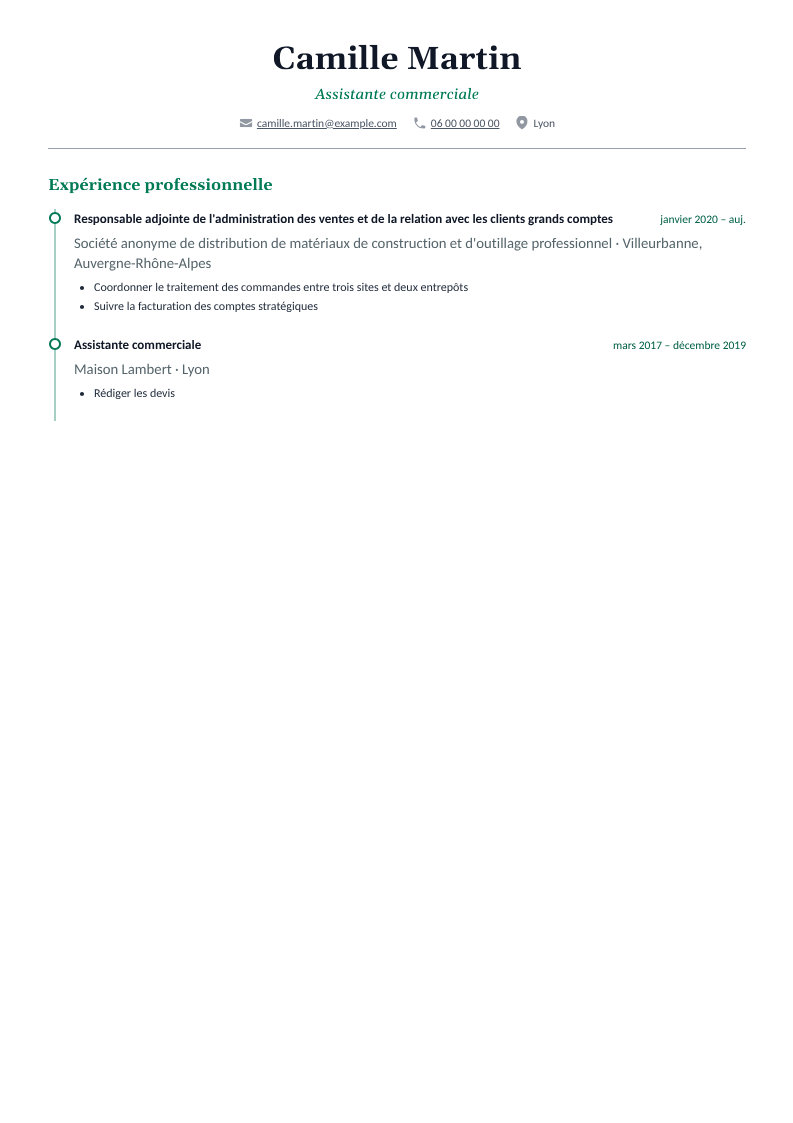 Camille Martin
Assistante commerciale
camille.martin@example.com 06 00 00 00 00 Lyon
Expérience professionnelle
Responsable adjointe de l'administration des ventes et de la relation avec les clients grands comptes janvier 2020 – auj.
Société anonyme de distribution de matériaux de construction et d'outillage professionnel · Villeurbanne,
Auvergne-Rhône-Alpes
• Coordonner le traitement des commandes entre trois sites et deux entrepôts
• Suivre la facturation des comptes stratégiques
Assistante commerciale mars 2017 – décembre 2019
Maison Lambert · Lyon
• Rédiger les devis